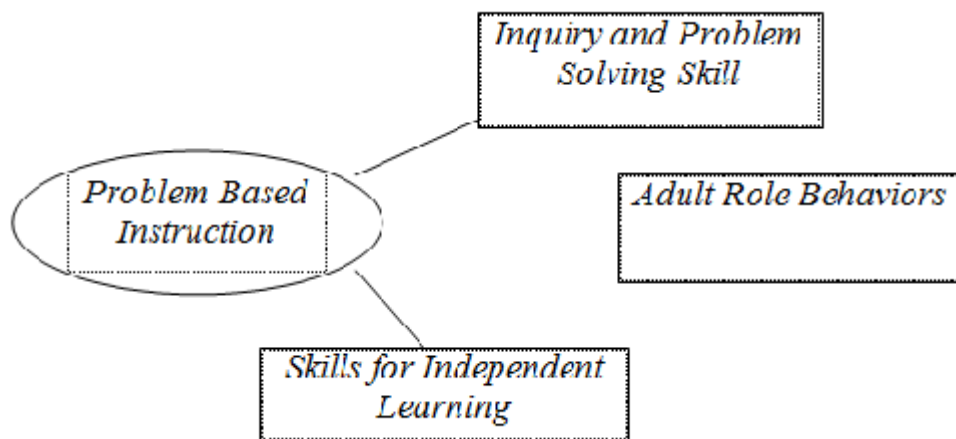 Inquiry and Problem
Solving Skill
Problem Based
Instruction
Adult Role Behaviors
Skills for Independent
Learning